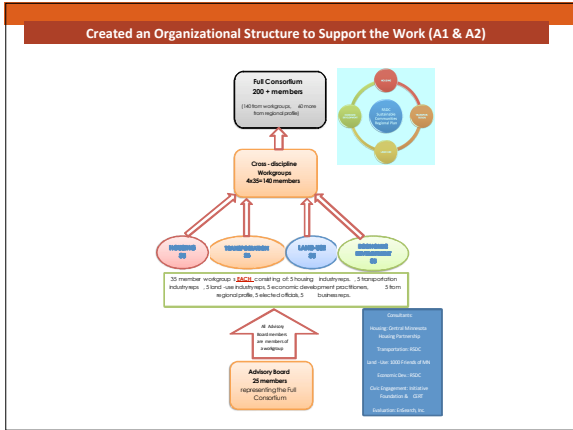 Created an Organizational Structure to Support the Work (A1 & A2)
Full Consortium
200 + members
(140 from workgroups, 60 more
from regional profile)
Cross - discipline
Workgroups
4x35=140 members
HOUSING
35
TRANSPORTATION
35
LAND-USE
35
ECONOMIC
DEVELOPMENT
35
35 member workgroup s EACH consisting of: 5 housing industry reps. , 5 transportation
industry reps , 5 land -use industry reps, 5 economic development practitioners, 5 from
regional profile, 5 elected officials, 5 business reps.
All Advisory
Board members
are members of
a workgroup
Advisory Board
25 members
representing the Full
Consortium
Consultants
Housing: Central Minnesota
Housing Partnership
Transportation: RSDC
Land - Use: 1000 Friends of MN
Economic Dev.: RSDC
Civic Engagement: Initiative
Foundation & CERT
Evaluation: EnSearch, Inc.